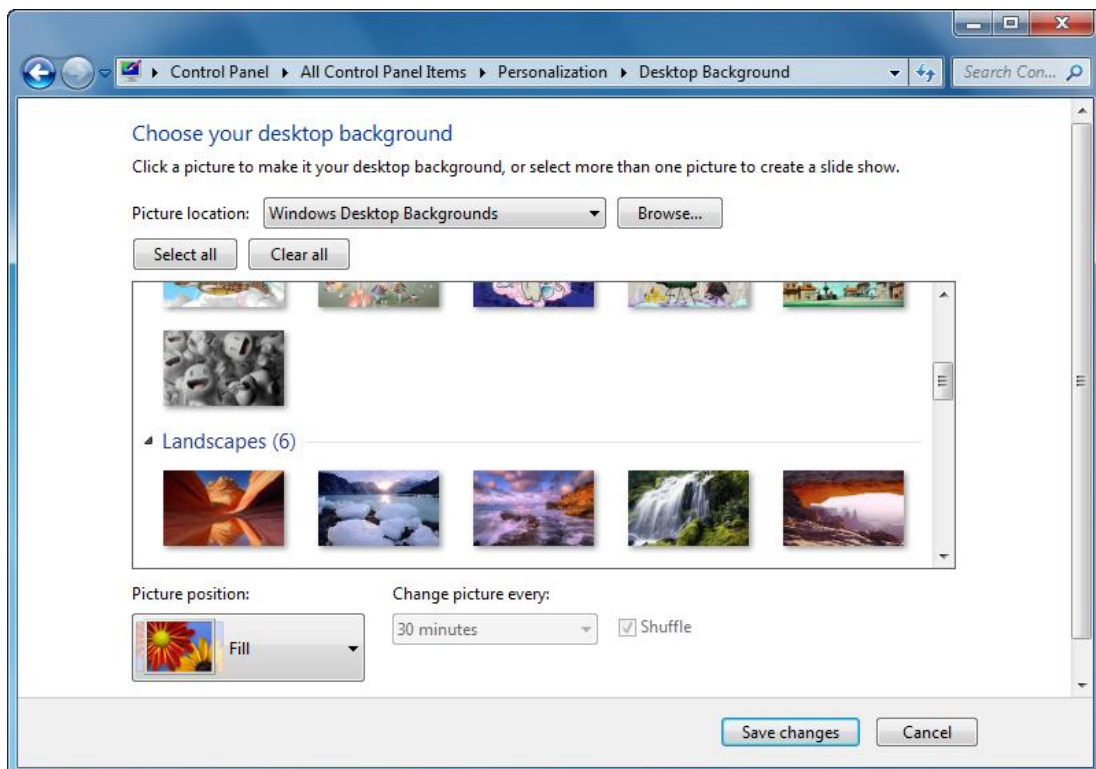 Control Panel ▸ All Control Panel Items ▸ Personalization ▸ Desktop Background
Search Con...
Choose your desktop background
Click a picture to make it your desktop background, or select more than one picture to create a slide show.
Picture location: Windows Desktop Backgrounds Browse...
Select all Clear all
Landscapes (6)
Picture position: Change picture every:
Fill 30 minutes Shuffle
Save changes Cancel